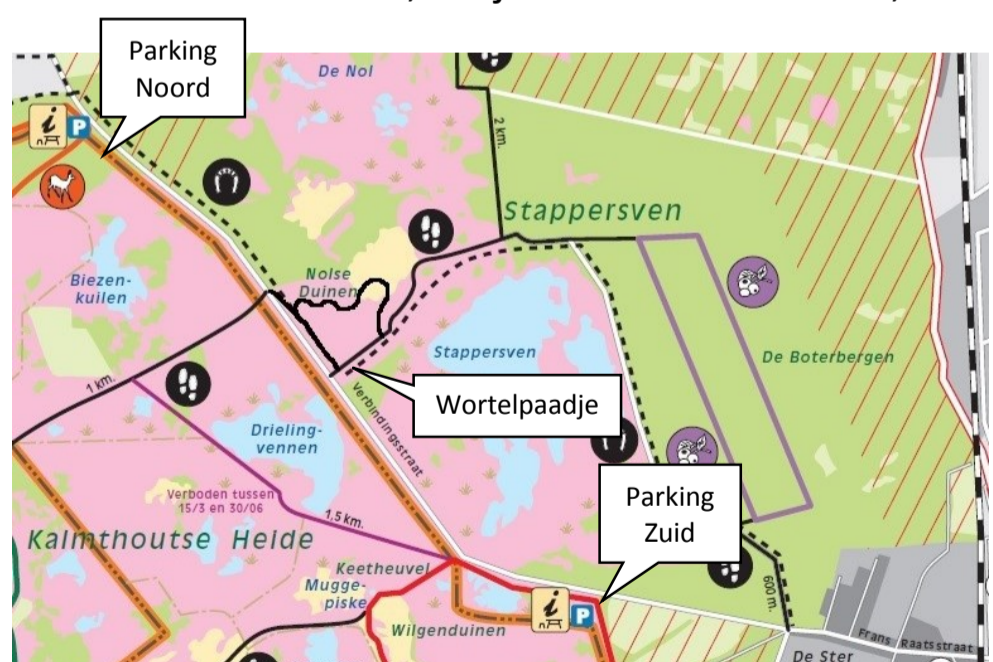 Parking
Noord
De Nol
i
P
2 km.
Stappersven
Biezen-
kuilen
Nolse
Duinen
Stappersven
De Boterbergen
1 km.
Wortelpaadje
Verbindingsstraat
Drieling-
vennen
Verboden tussen
15/3 en 30/06
1,5 km.
Parking
Zuid
Kalmthoutse Heide
Keetheuvel
Mugge-
piske
600 m.
i
P
Wilgenduinen
Frans Raatsstraat
De Ster